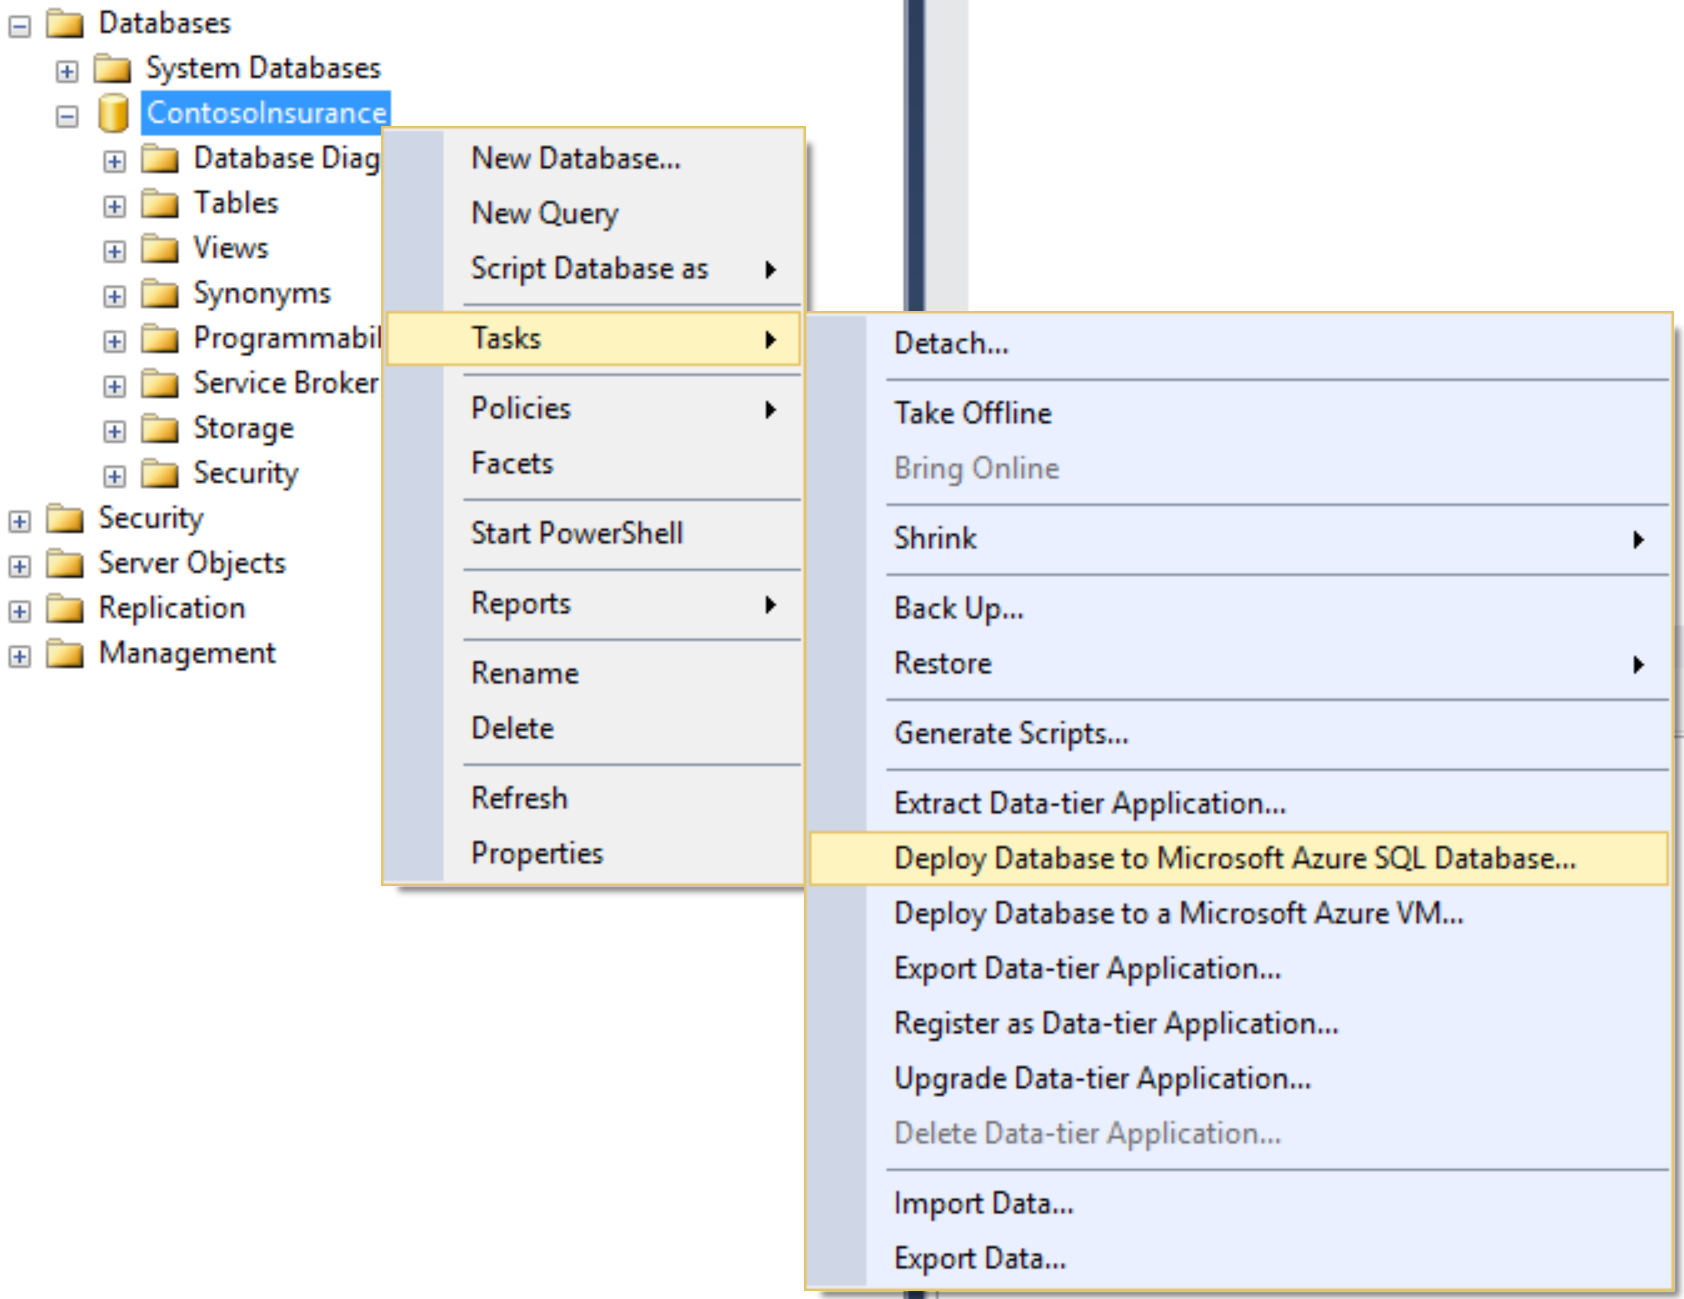 Databases
System Databases
ContosoInsurance
Database Diag
Tables
Views
Synonyms
Programmabil
Service Broker
Storage
Security
Security
Server Objects
Replication
Management
New Database...
New Query
Script Database as
Tasks
Policies
Facets
Start PowerShell
Reports
Rename
Delete
Refresh
Properties
Detach...
Take Offline
Bring Online
Shrink
Back Up...
Restore
Generate Scripts...
Extract Data-tier Application...
Deploy Database to Microsoft Azure SQL Database...
Deploy Database to a Microsoft Azure VM...
Export Data-tier Application...
Register as Data-tier Application...
Upgrade Data-tier Application...
Delete Data-tier Application...
Import Data...
Export Data...